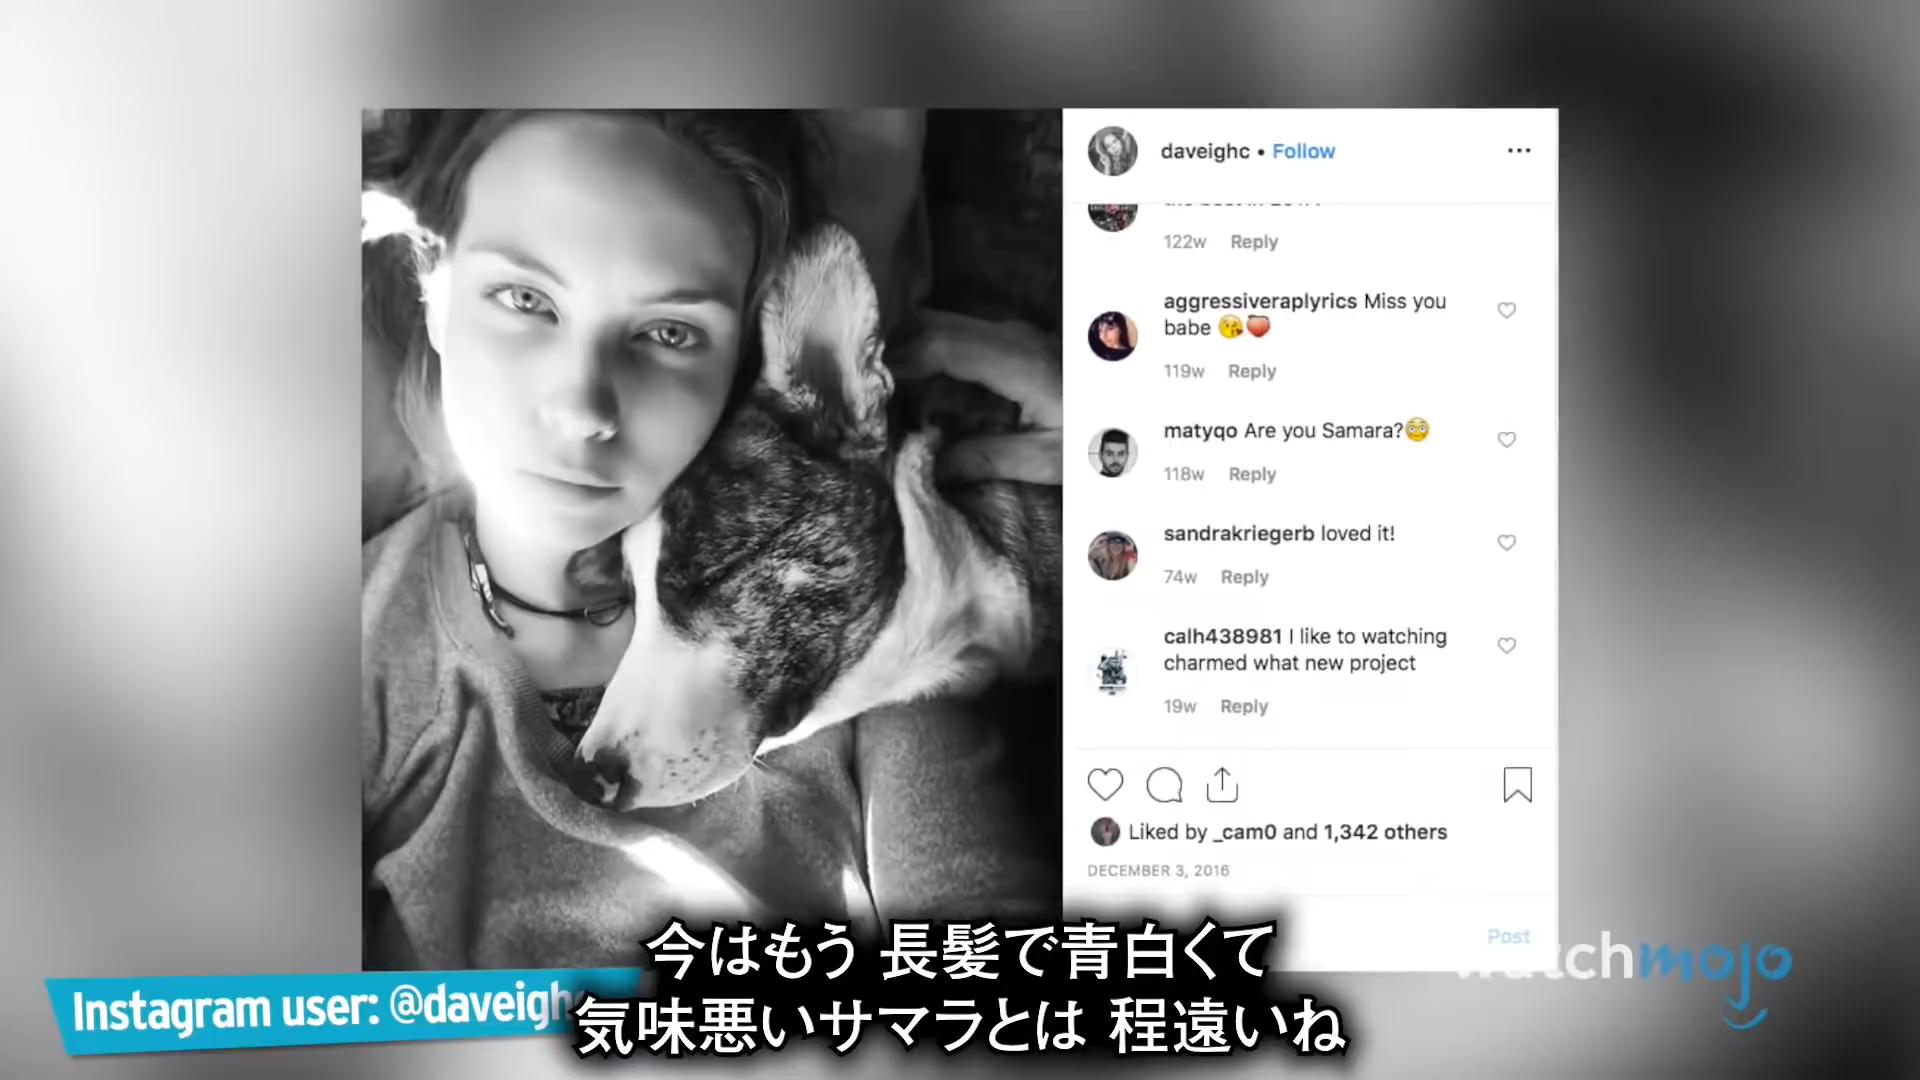 daveighc • Follow
122w Reply
aggressiveraplyrics Miss you
babe 😘🍑
119w Reply
matyqo Are you Samara?😳
118w Reply
sandrakriegerb loved it!
74w Reply
calh438981 I like to watching
charmed what new project
19w Reply
Liked by _cam0 and 1,342 others
DECEMBER 3, 2016
Post
watchmojo
Instagram user: @daveighc
今はもう 長髪で青白くて
気味悪いサマラとは 程遠いね